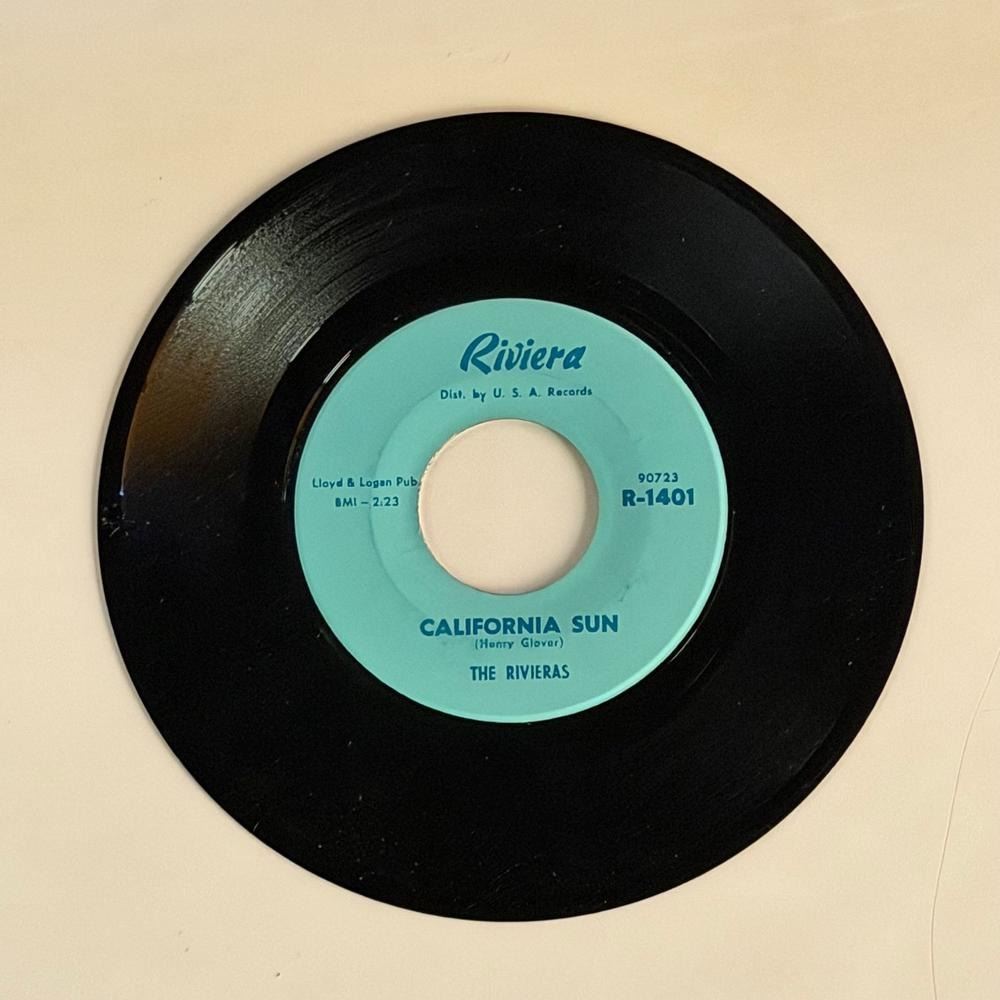 Riviera
Dist. by U. S. A. Records
Lloyd & Logan Pub.
BMI – 2:23
90723
R-1401
CALIFORNIA SUN
(Henry Glover)
THE RIVIERAS